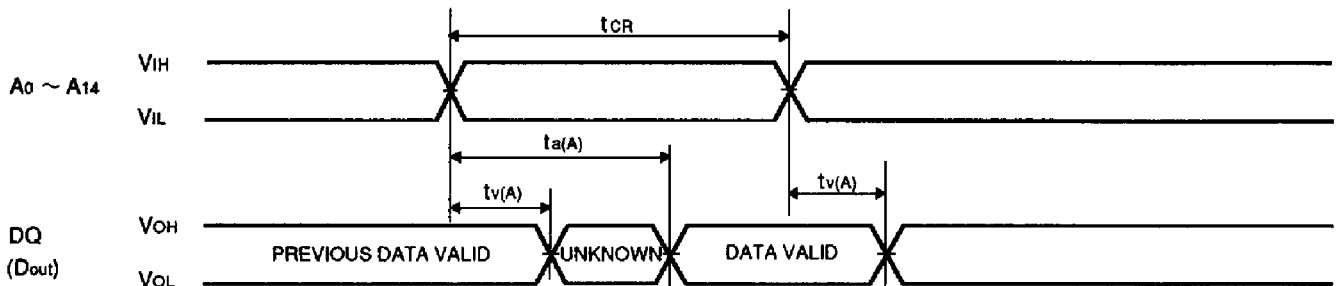 tCR
VIH
A0 ~ A14
VIL
ta(A)
tv(A) tv(A)
VOH
DQ
(Dout)
PREVIOUS DATA VALID UNKNOWN DATA VALID
VOL